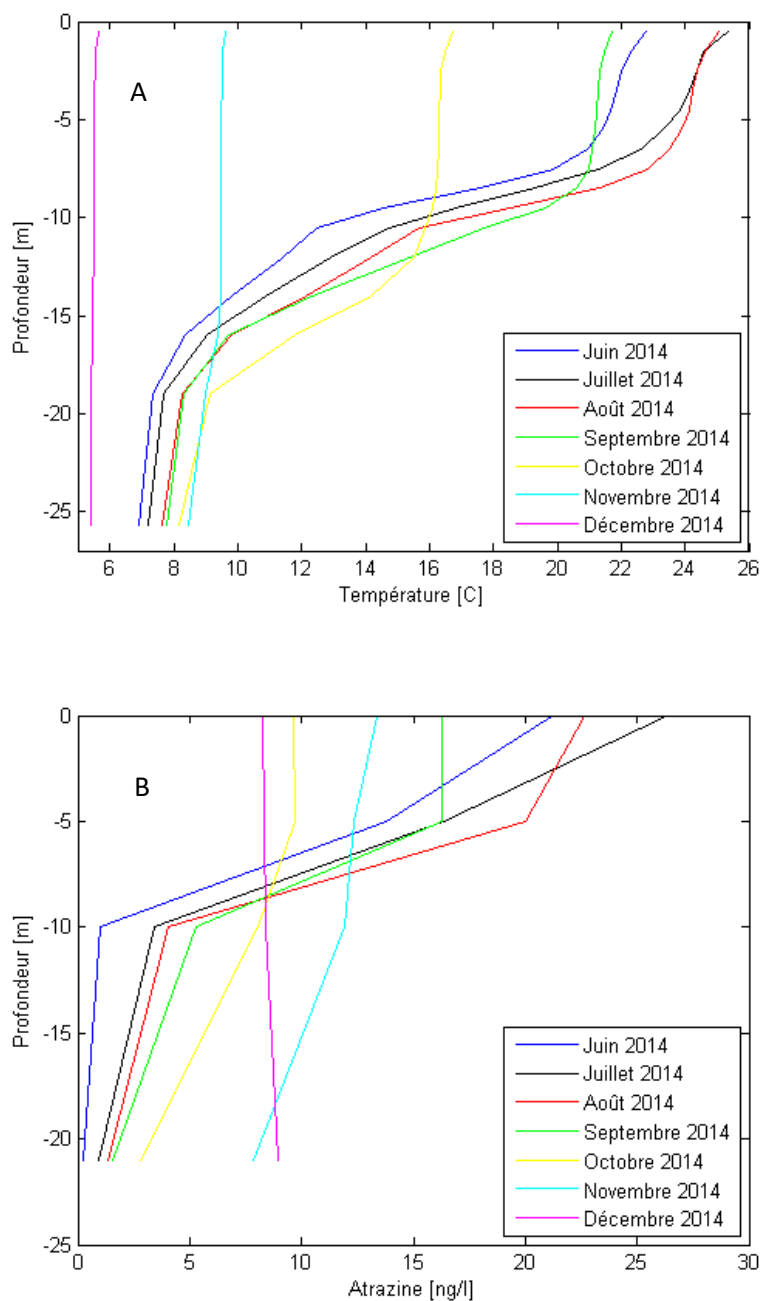 A
0
-5
-10
-15
-20
-25
Profondeur [m]
Juin 2014
Juillet 2014
Août 2014
Septembre 2014
Octobre 2014
Novembre 2014
Décembre 2014
6 8 10 12 14 16 18 20 22 24 26
Température [C]
B
0
-5
-10
-15
-20
-25
Profondeur [m]
Juin 2014
Juillet 2014
Août 2014
Septembre 2014
Octobre 2014
Novembre 2014
Décembre 2014
0 5 10 15 20 25 30
Atrazine [ng/l]